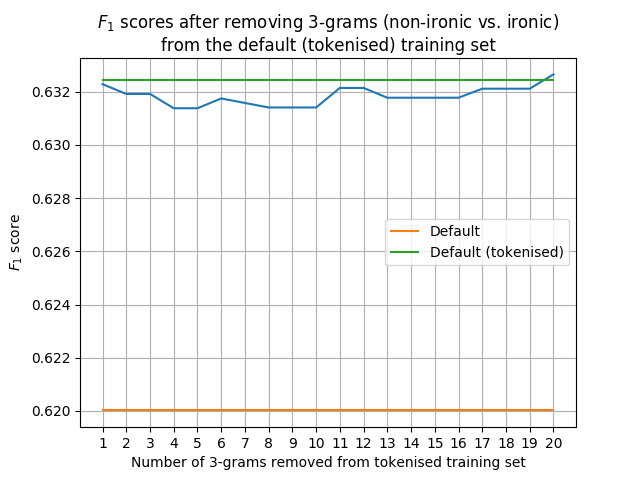 F1 scores after removing 3-grams (non-ironic vs. ironic)
from the default (tokenised) training set
F1 score
0.632
0.630
0.628
0.626
0.624
0.622
0.620
Default
Default (tokenised)
1 2 3 4 5 6 7 8 9 10 11 12 13 14 15 16 17 18 19 20
Number of 3-grams removed from tokenised training set